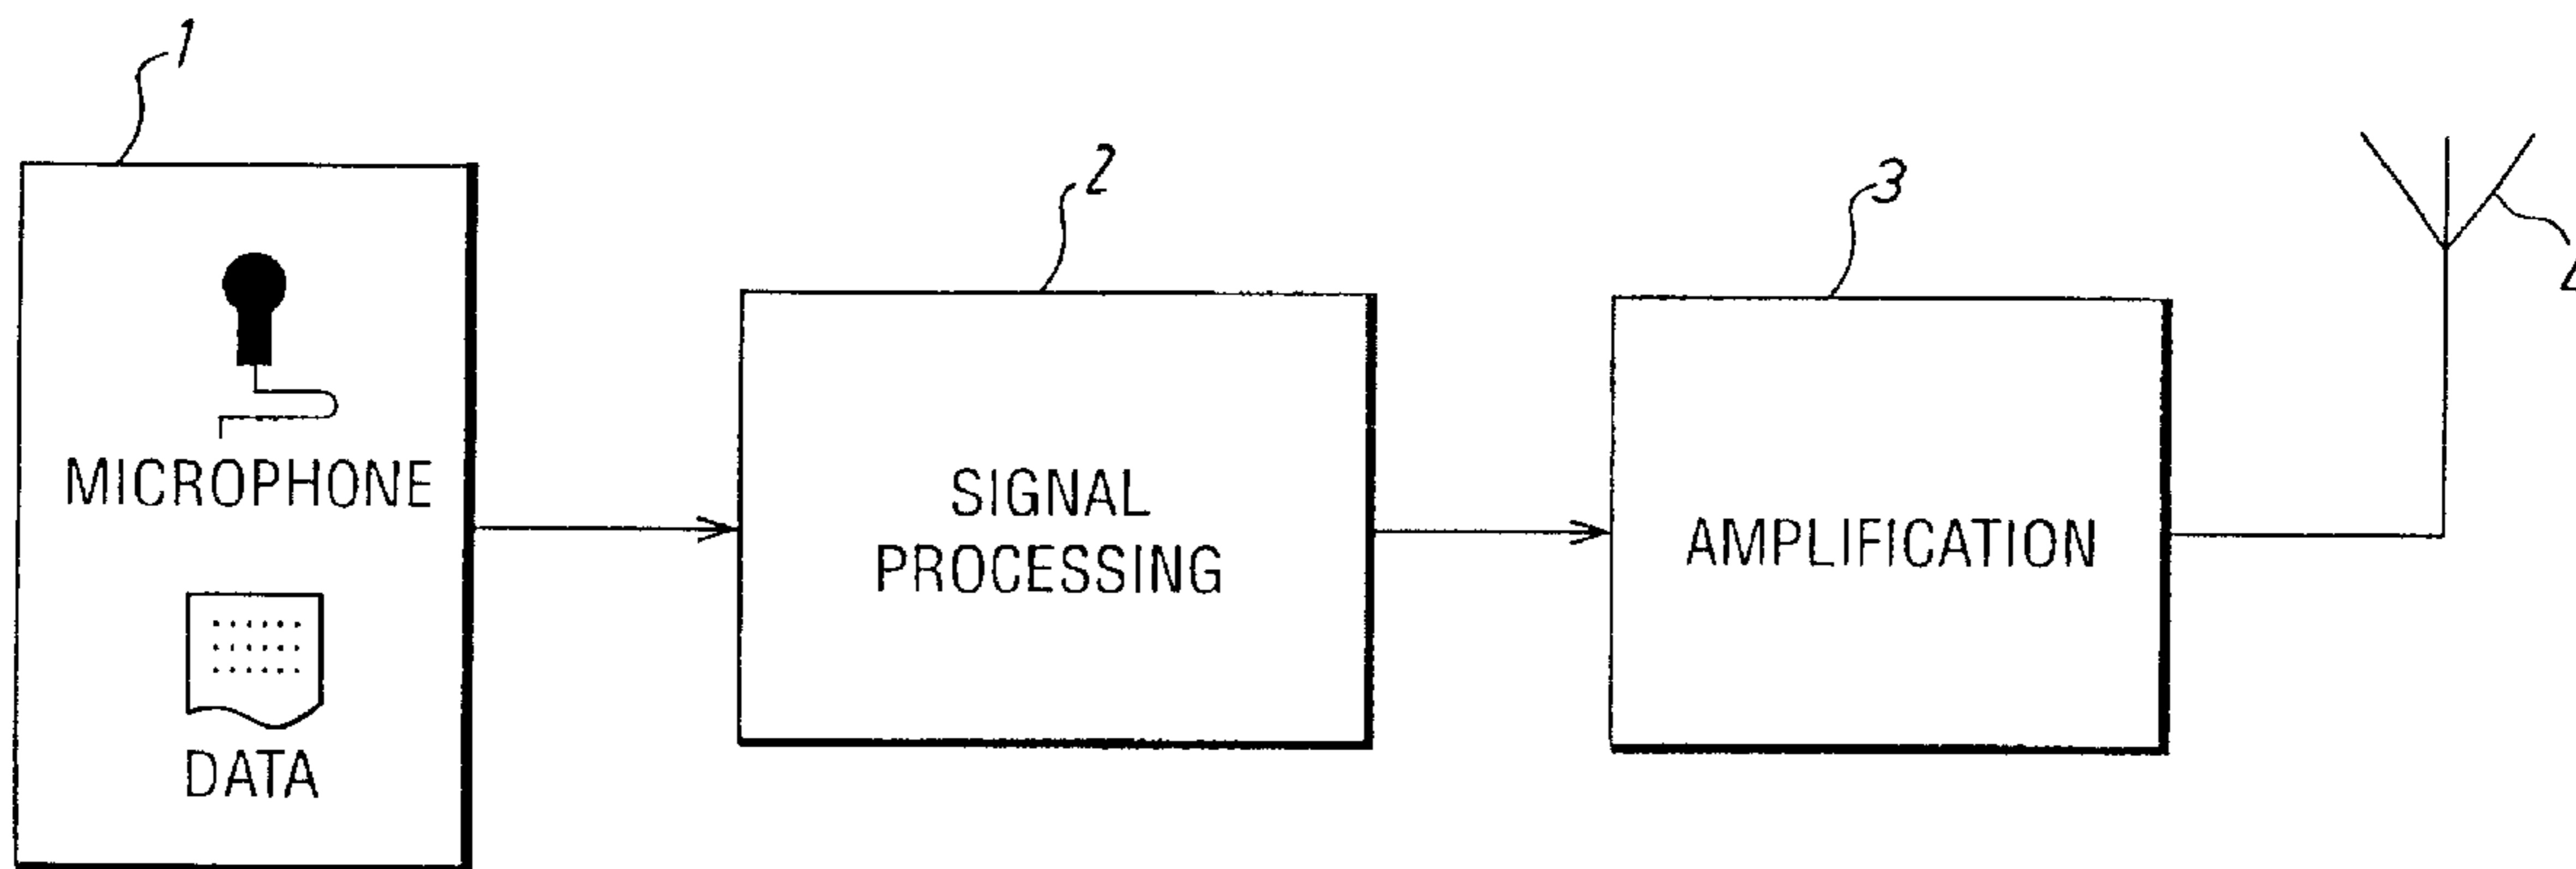 1
2
3
MICROPHONE
SIGNAL
PROCESSING
AMPLIFICATION
DATA